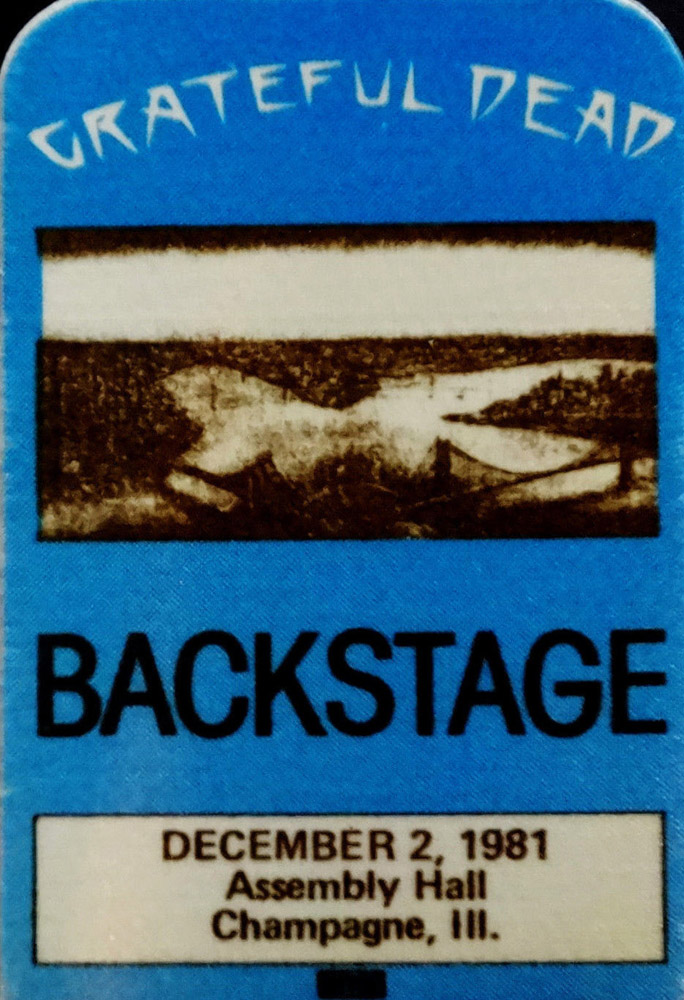 GRATEFUL DEAD
BACKSTAGE
DECEMBER 2, 1981
Assembly Hall
Champagne, Ill.